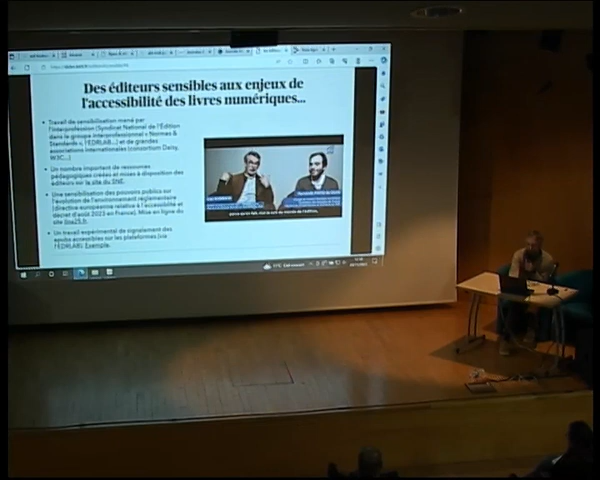 Des éditeurs sensibles aux enjeux de
l'accessibilité des livres numériques...
• Travail de sensibilisation mené par
l'interprofession (Syndicat National de l'Édition
dans le groupe interprofessionnel « Normes &
Standards », l'EDRLAB...) et de grandes
associations internationales (consortium Daisy,
W3C...)
• Un nombre important de ressources
pédagogiques créées et mises à disposition des
éditeurs sur le site du SNE.
• Une sensibilisation des pouvoirs publics sur
l'évolution de l'environnement réglementaire
(directive européenne relative à l'accessibilité et
décret d'août 2023 en France). Mise en ligne du
• Un travail expérimental de signalement des
epubs accessibles sur les plateformes (via
l'EDRLAB). Exemple.